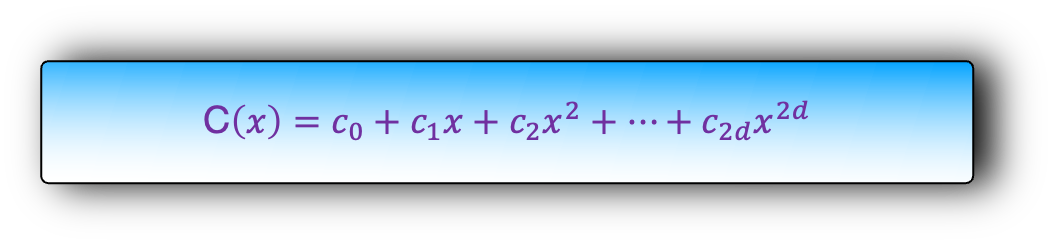 C(x) = c₀ + c₁x + c₂x² + ⋯ + c₂dx²ᵈ